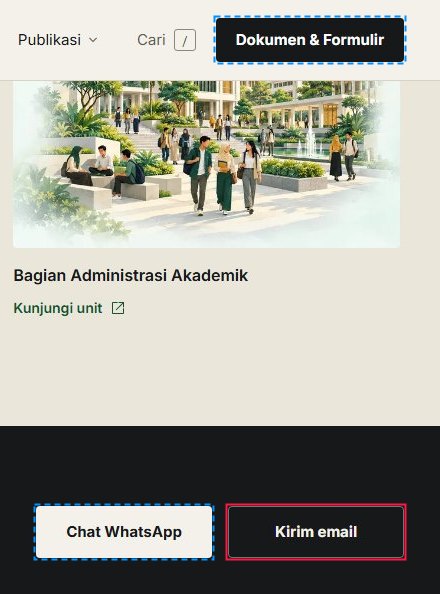 Publikasi
Cari /
Dokumen & Formulir
Bagian Administrasi Akademik
Kunjungi unit
Chat WhatsApp
Kirim email